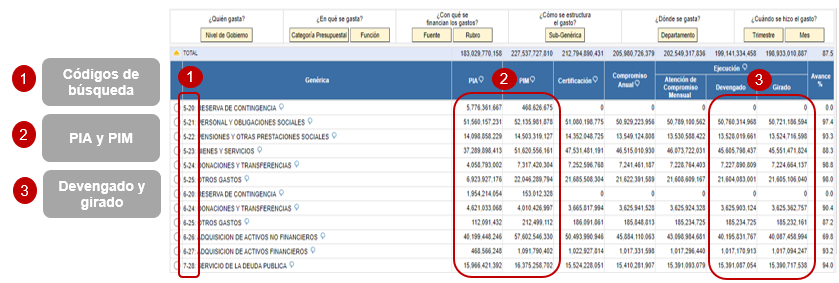 ¿Quién gasta? ¿En qué se gasta? ¿Con qué se financian los gastos? ¿Cómo se estructura el gasto? ¿Dónde se gasta? ¿Cuándo se hizo el gasto?
Nivel de Gobierno Categoría Presupuestal Función Fuente Rubro Sub-Genérica Departamento Trimestre Mes
TOTAL 183,029,770,158 227,537,727,810 212,794,890,431 205,980,726,379 202,549,317,836 199,141,334,458 198,933,010,887 87.5
1 Códigos de búsqueda
2 PIA y PIM
3 Devengado y girado
1 2 3
Genérica PIA PIM Certificación Compromiso Anual Ejecución Avance %
Atención de Compromiso Mensual Devengado Girado
5-20: RESERVA DE CONTINGENCIA 5,776,361,667 468,626,675 0 0 0 0 0 0.0
5-21: PERSONAL Y OBLIGACIONES SOCIALES 51,560,157,231 52,135,981,878 51,080,198,775 50,929,223,956 50,789,100,562 50,760,314,968 50,721,186,594 97.4
5-22: PENSIONES Y OTRAS PRESTACIONES SOCIALES 14,098,858,229 14,503,319,127 14,352,048,725 13,549,124,808 13,530,588,422 13,528,019,661 13,524,716,598 93.3
5-23: BIENES Y SERVICIOS 37,289,898,413 51,620,556,161 47,531,481,191 46,515,010,930 46,073,722,031 45,605,798,437 45,551,471,824 88.3
5-24: DONACIONES Y TRANSFERENCIAS 4,058,793,002 7,317,420,304 7,252,596,768 7,241,461,187 7,228,764,403 7,227,890,809 7,224,664,137 98.8
5-25: OTROS GASTOS 6,923,927,176 22,046,289,794 21,685,508,304 21,622,391,589 21,608,689,167 21,604,083,001 21,605,106,040 98.0
6-20: RESERVA DE CONTINGENCIA 1,954,214,054 153,012,328 0 0 0 0 0 0.0
6-24: DONACIONES Y TRANSFERENCIAS 4,621,033,068 4,010,426,997 3,665,817,994 3,625,941,528 3,625,924,328 3,625,903,124 3,625,362,757 90.4
6-25: OTROS GASTOS 112,091,432 212,499,112 186,091,861 185,848,813 185,234,725 185,234,725 185,232,161 87.2
6-26: ADQUISICION DE ACTIVOS NO FINANCIEROS 40,199,448,246 57,602,546,330 50,493,990,946 45,884,110,063 43,098,984,681 40,195,831,767 40,087,458,994 69.8
6-27: ADQUISICION DE ACTIVOS FINANCIEROS 468,566,248 1,091,790,402 1,022,927,814 1,017,331,598 1,017,296,440 1,017,170,913 1,017,094,247 93.2
7-28: SERVICIO DE LA DEUDA PUBLICA 15,966,421,392 16,375,258,702 15,524,228,051 15,410,281,907 15,391,093,079 15,391,087,054 15,390,717,538 94.0